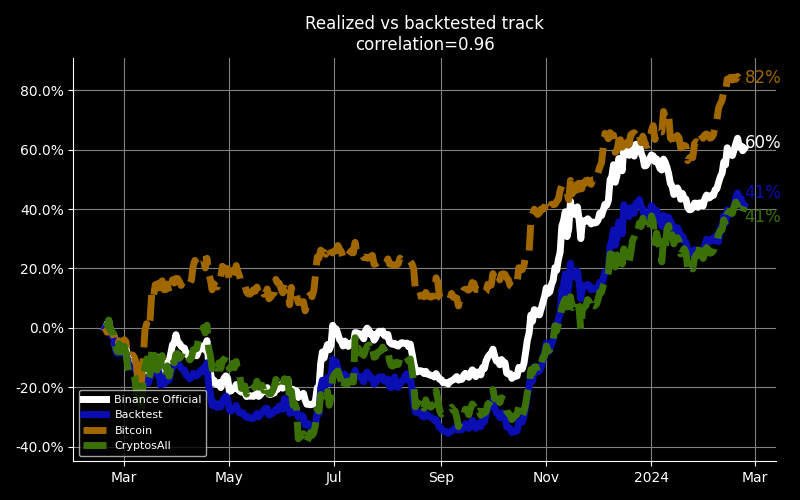 Realized vs backtested track
correlation=0.96
80.0%
60.0%
40.0%
20.0%
0.0%
-20.0%
-40.0%
82%
60%
41%
41%
Binance Official
Backtest
Bitcoin
CryptosAll
Mar
May
Jul
Sep
Nov
2024
Mar